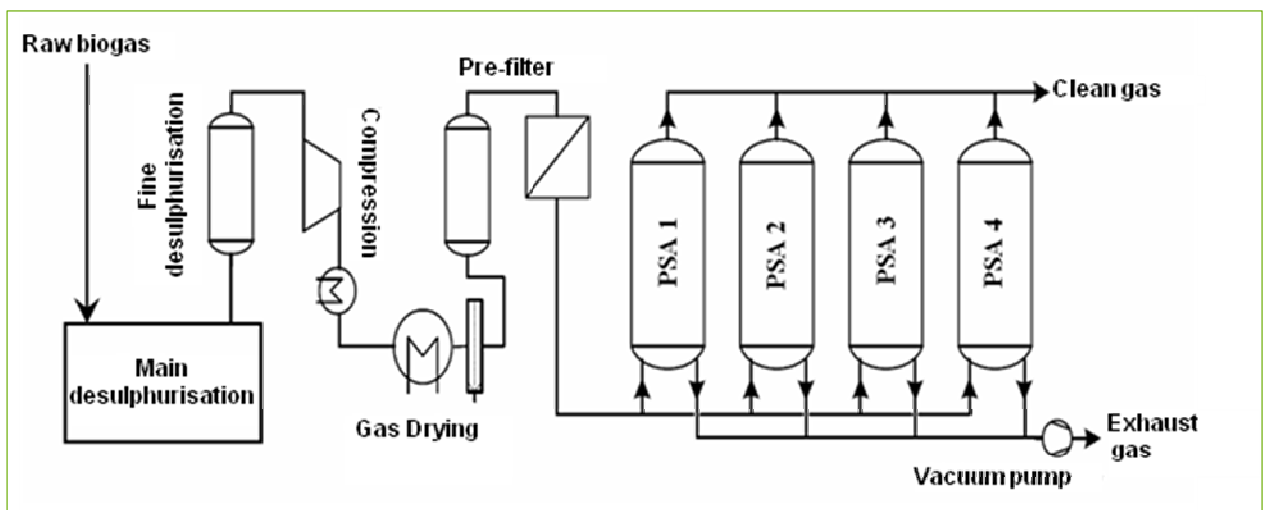 Raw biogas
Fine
desulphurisation
Compression
Pre-filter
Clean gas
PSA 1
PSA 2
PSA 3
PSA 4
Main
desulphurisation
Gas Drying
Exhaust
gas
Vacuum pump